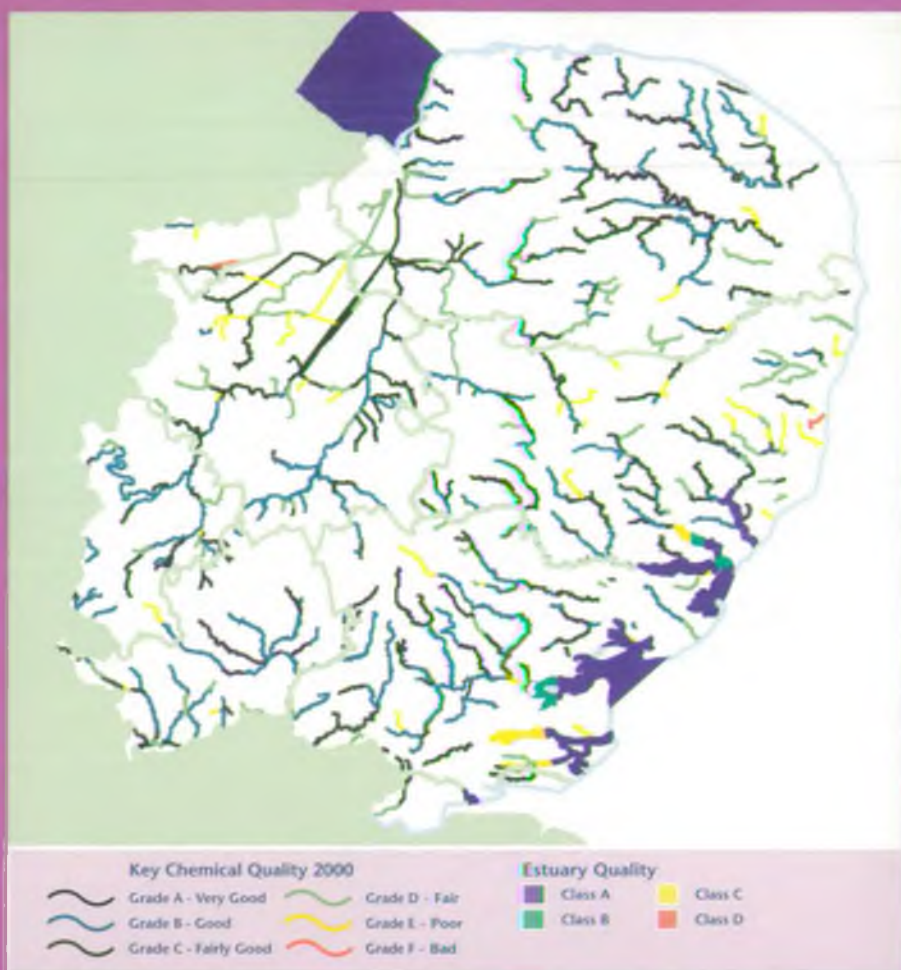 Key Chemical Quality 2000
Grade A - Very Good
Grade B - Good
Grade C - Fairly Good
Grade D - Fair
Grade E - Poor
Grade F - Bad
Estuary Quality
Class A
Class B
Class C
Class D